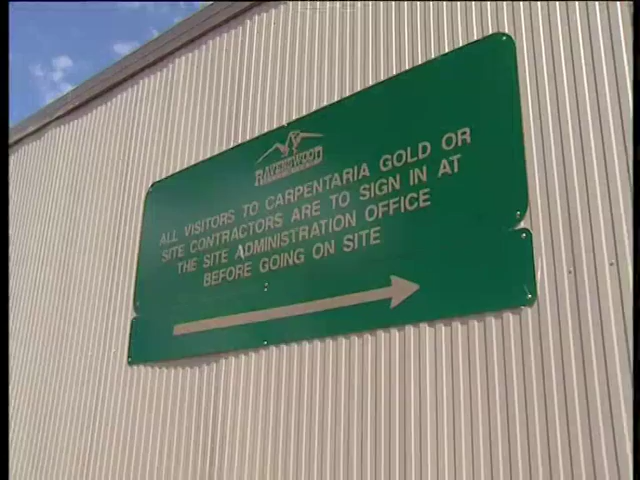 RAVENSWOOD
ALL VISITORS TO CARPENTARIA GOLD OR
SITE CONTRACTORS ARE TO SIGN IN AT
THE SITE ADMINISTRATION OFFICE
BEFORE GOING ON SITE